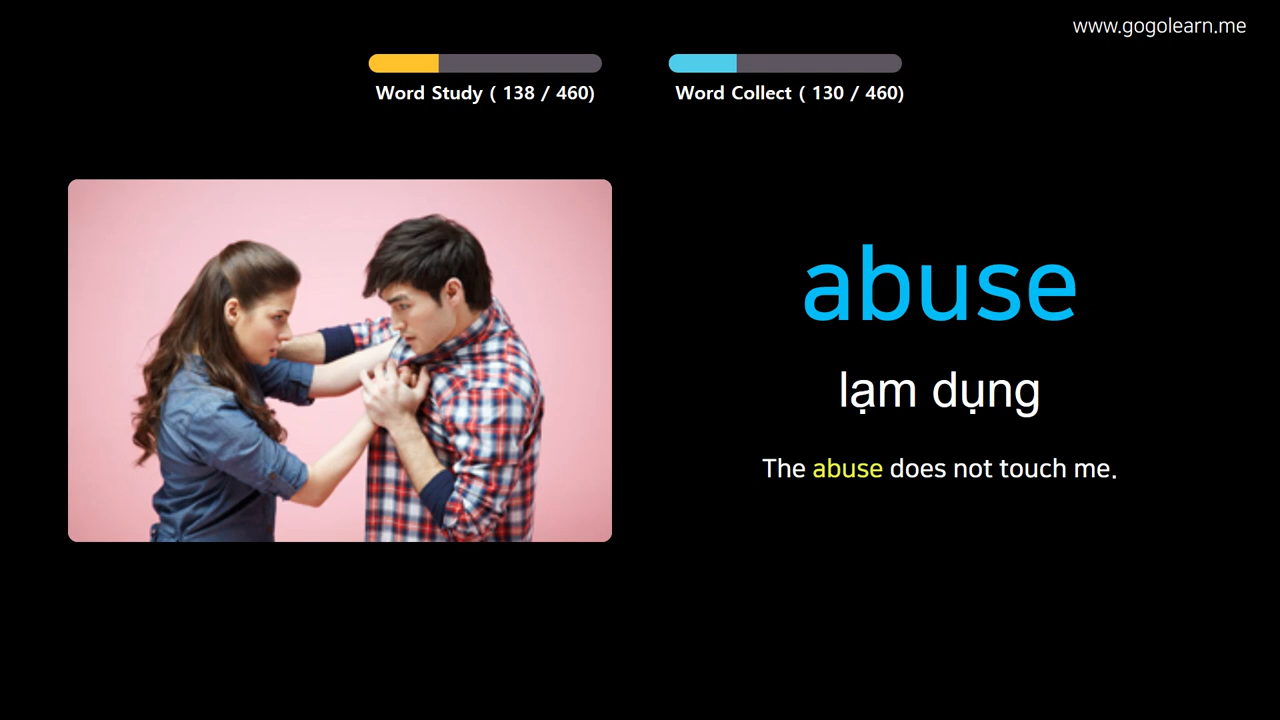 www.gogolearn.me
Word Study ( 138 / 460)
Word Collect ( 130 / 460)
abuse
lạm dụng
The abuse does not touch me.